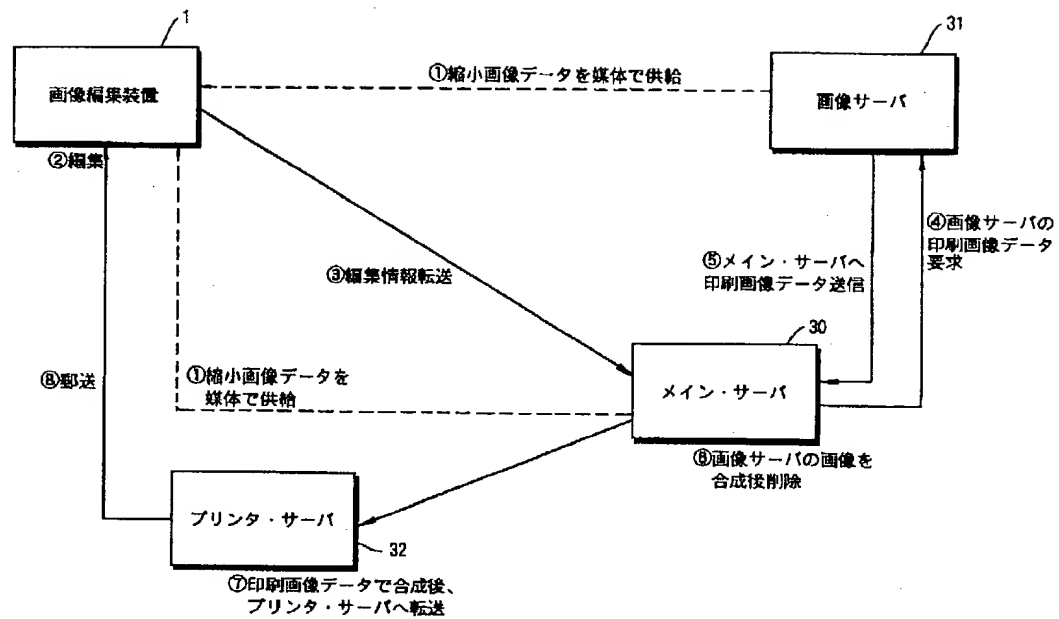 1
画像編集装置
31
画像サーバ
①縮小画像データを媒体で供給
②編集
④画像サーバの
印刷画像データ
要求
⑤メイン・サーバへ
印刷画像データ送信
③編集情報転送
30
メイン・サーバ
⑧郵送
①縮小画像データを
媒体で供給
⑥画像サーバの画像を
合成後削除
プリンタ・サーバ
32
⑦印刷画像データで合成後、
プリンタ・サーバへ転送